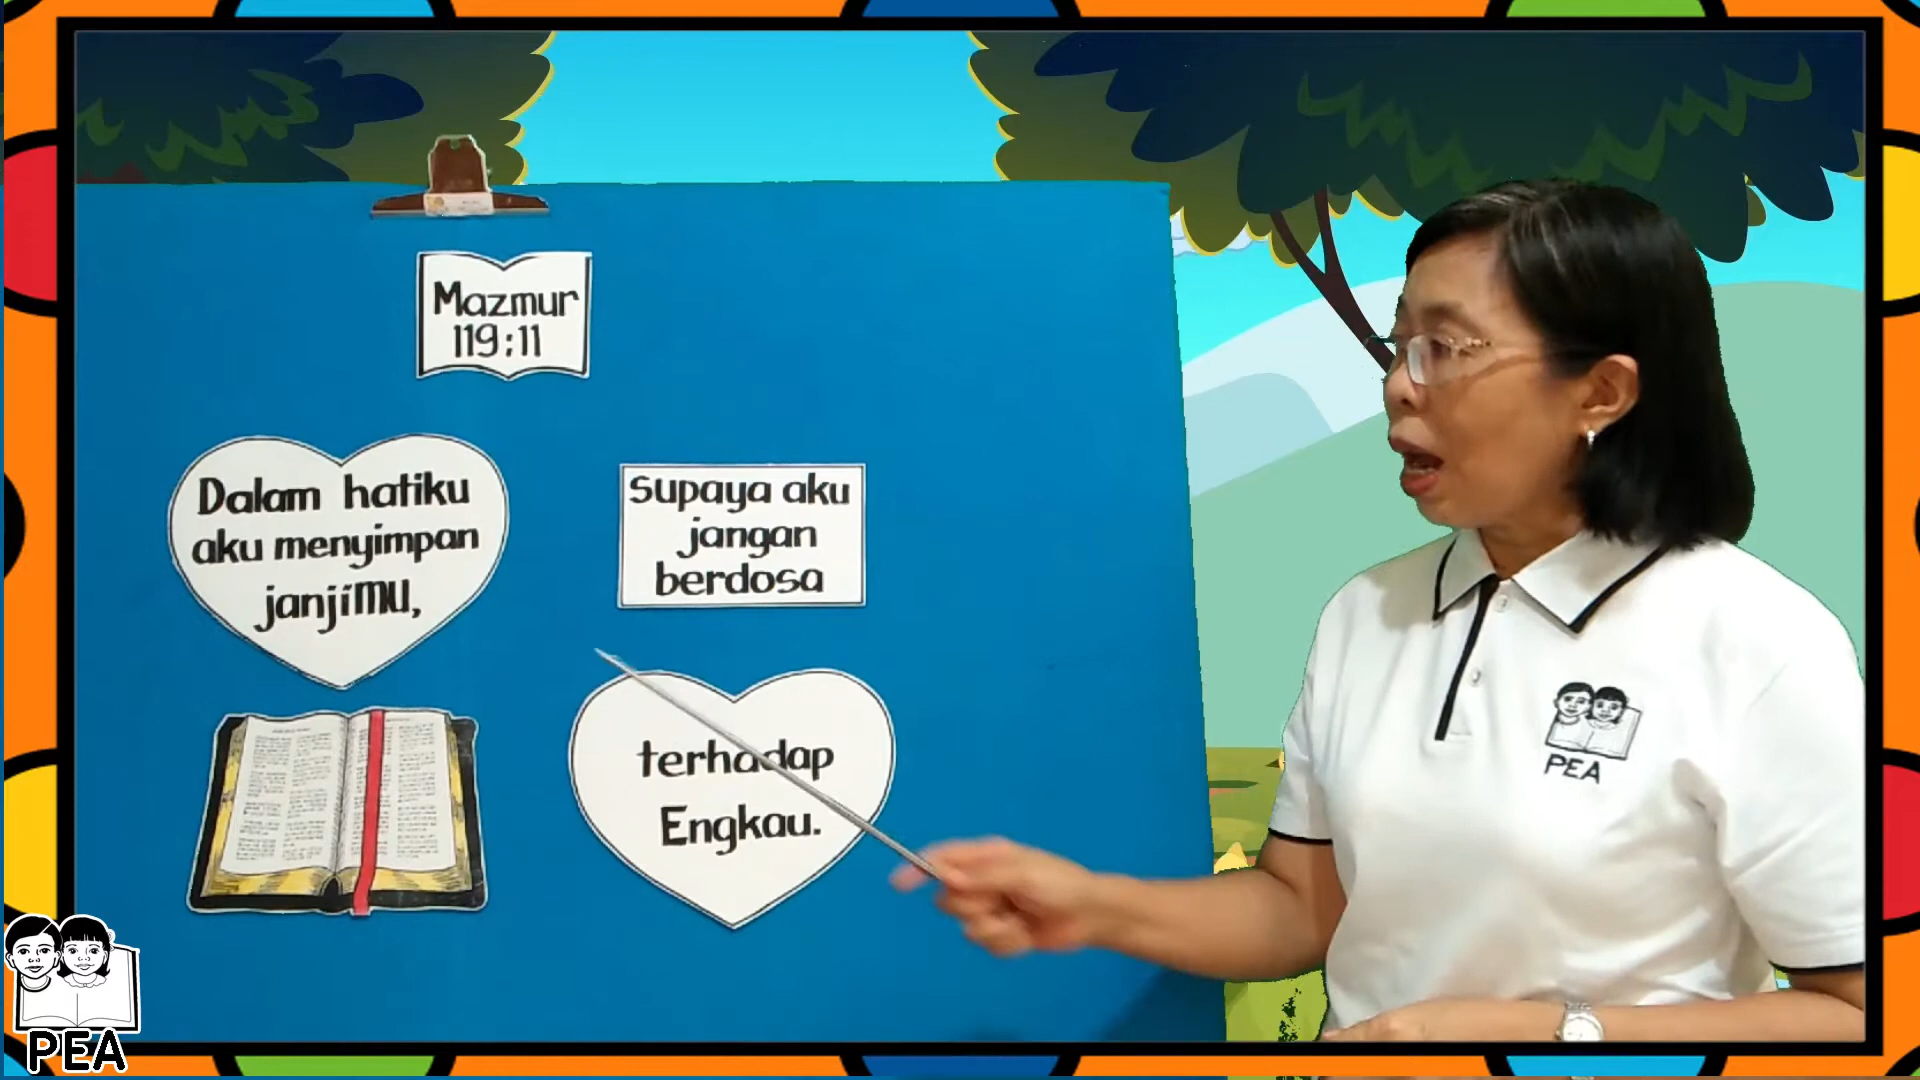 Mazmur
119:11
Dalam hatiku
aku menyimpan
janjiMU,
Supaya aku
jangan
berdosa
terhadap
Engkau.
PEA
PEA